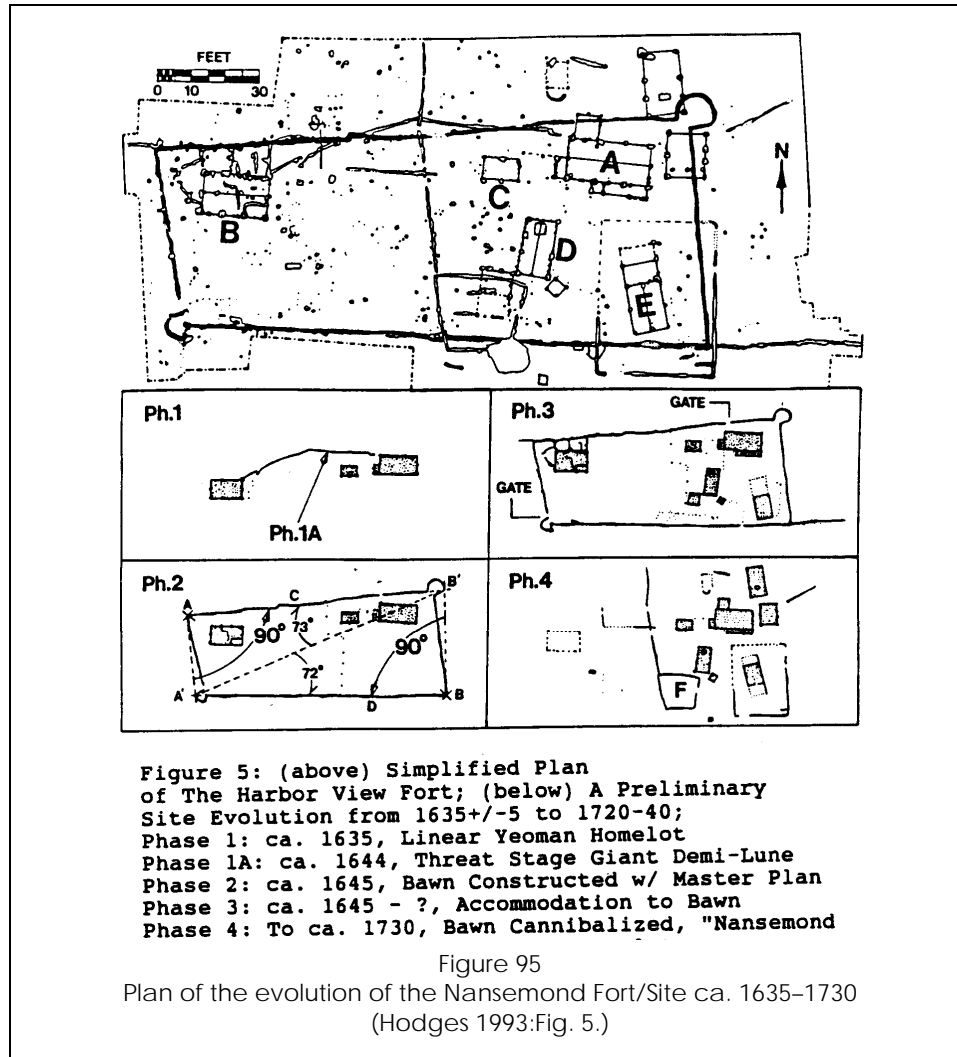 FEET
0 10 30
N
A
B
C
D
E
Ph.1
Ph.1A
Ph.3
GATE
GATE
Ph.2
A
C
B'
90°
73°
90°
72°
A'
D
B
Ph.4
F
Figure 5: (above) Simplified Plan
of The Harbor View Fort; (below) A Preliminary
Site Evolution from 1635+/-5 to 1720-40;
Phase 1: ca. 1635, Linear Yeoman Homelot
Phase 1A: ca. 1644, Threat Stage Giant Demi-Lune
Phase 2: ca. 1645, Bawn Constructed w/ Master Plan
Phase 3: ca. 1645 - ?, Accommodation to Bawn
Phase 4: To ca. 1730, Bawn Cannibalized, "Nansemond
Figure 95
Plan of the evolution of the Nansemond Fort/Site ca. 1635–1730
(Hodges 1993:Fig. 5.)